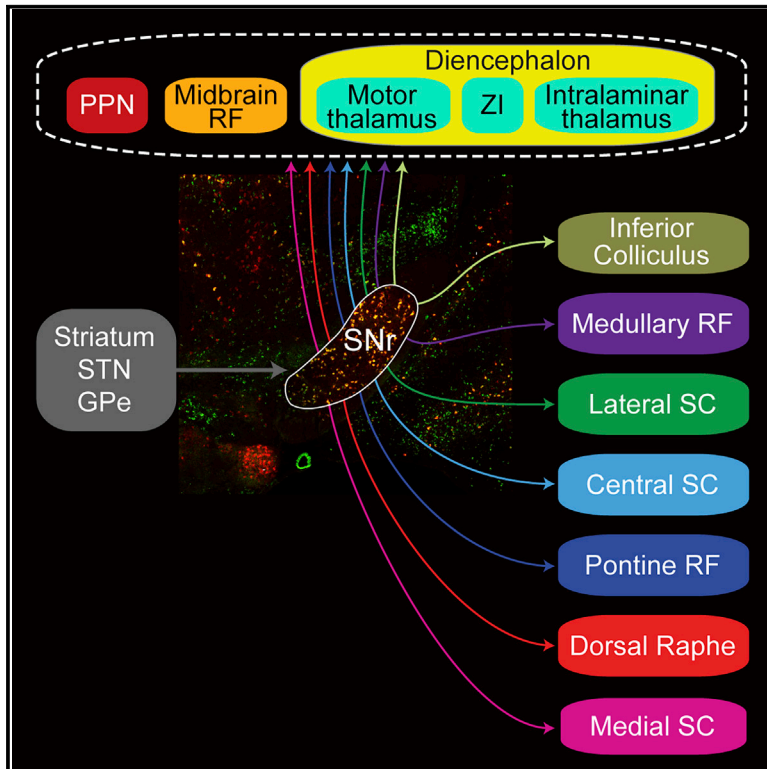 Diencephalon
PPN
Midbrain
RF
Motor
thalamus
ZI
Intralaminar
thalamus
Inferior
Colliculus
Medullary RF
SNr
Striatum
STN
GPe
Lateral SC
Central SC
Pontine RF
Dorsal Raphe
Medial SC